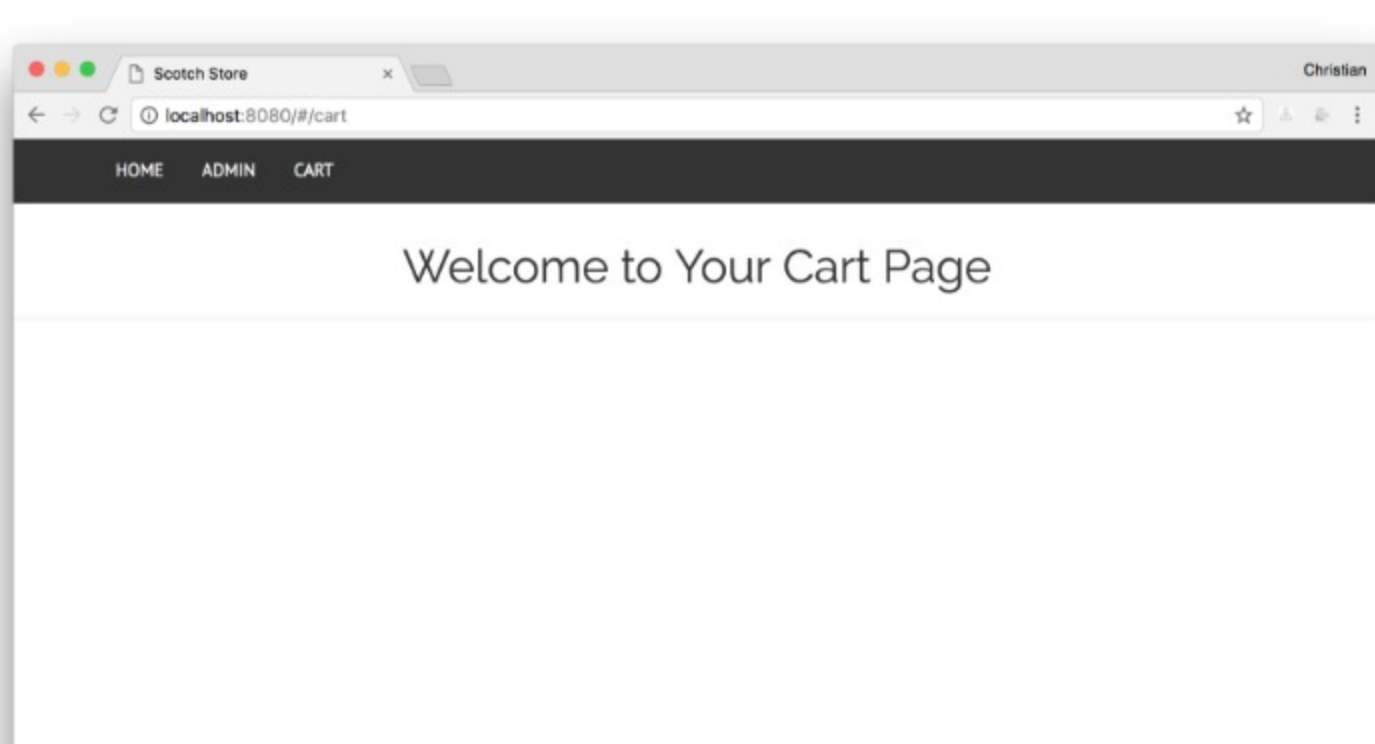 Scotch Store
Christian
localhost:8080/#/cart
HOME ADMIN CART
Welcome to Your Cart Page